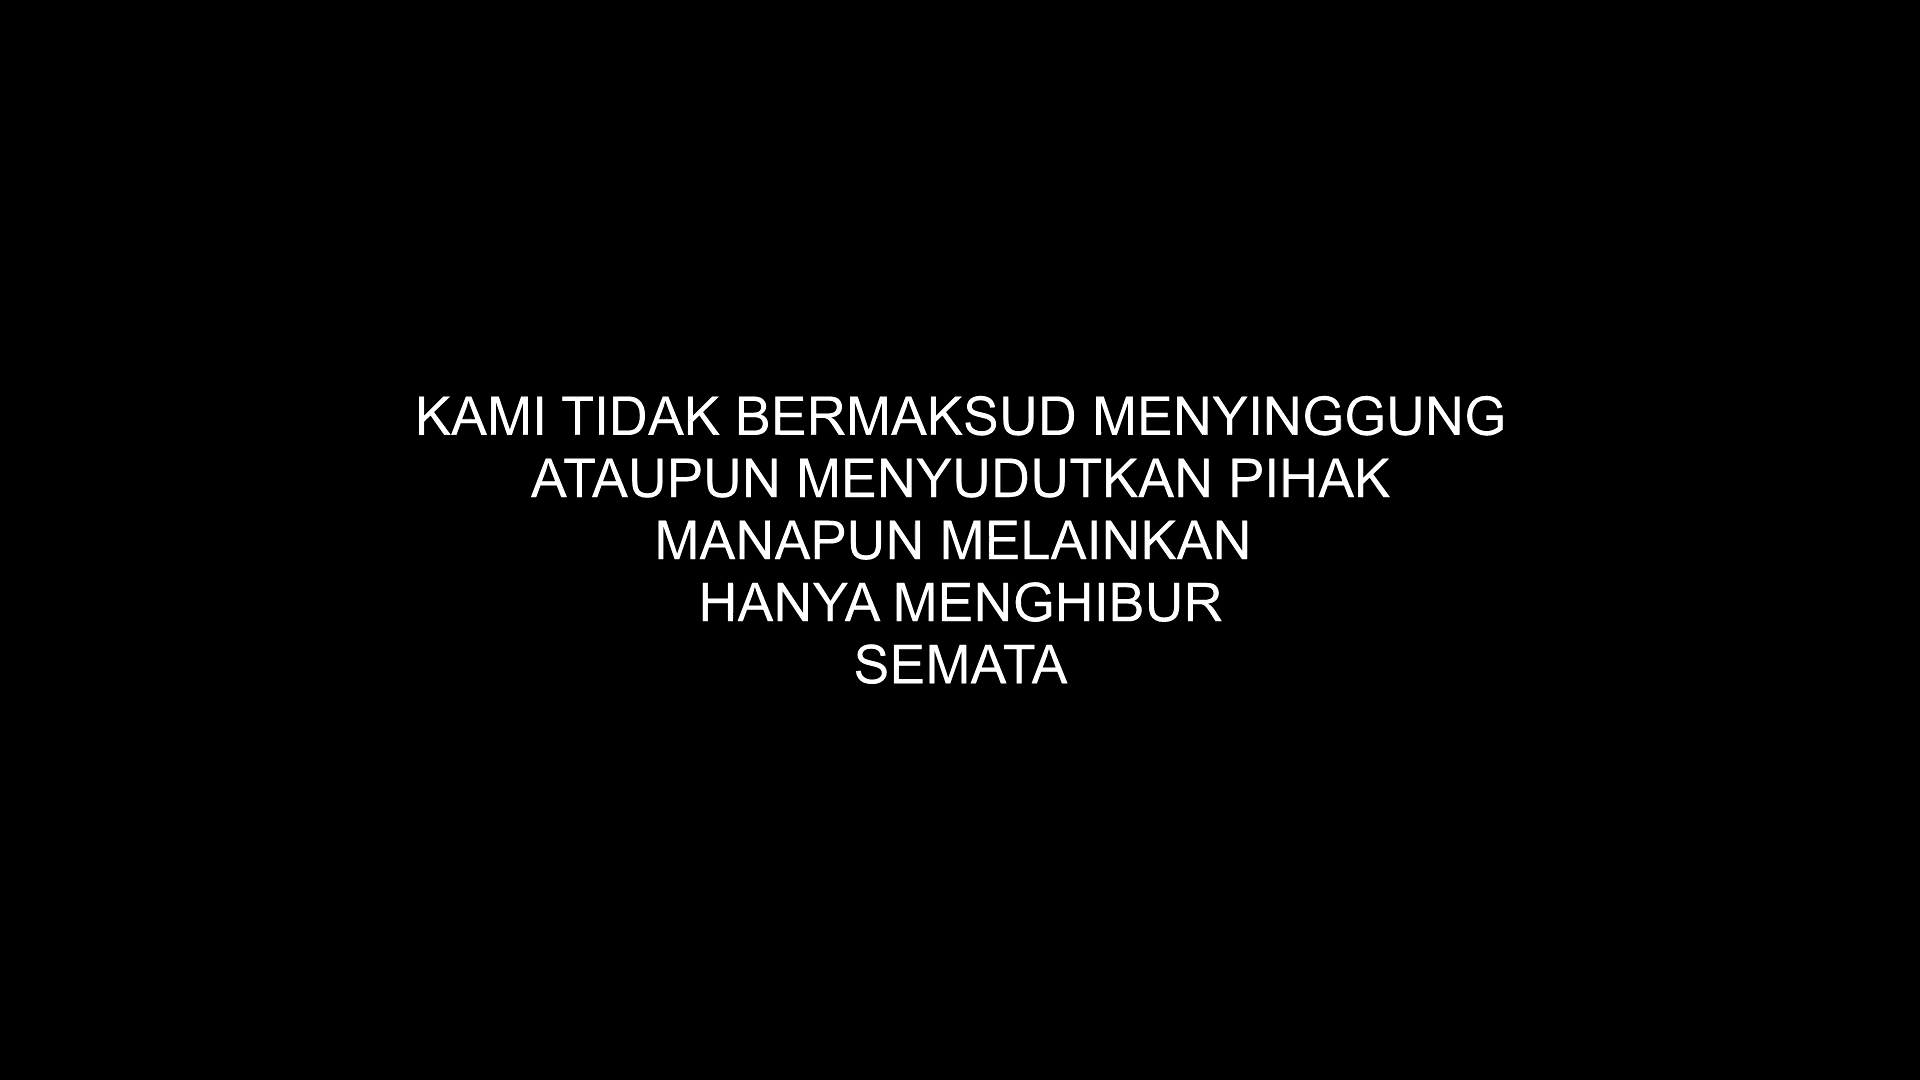 KAMI TIDAK BERMAKSUD MENYINGGUNG
ATAUPUN MENYUDUTKAN PIHAK
MANAPUN MELAINKAN
HANYA MENGHIBUR
SEMATA